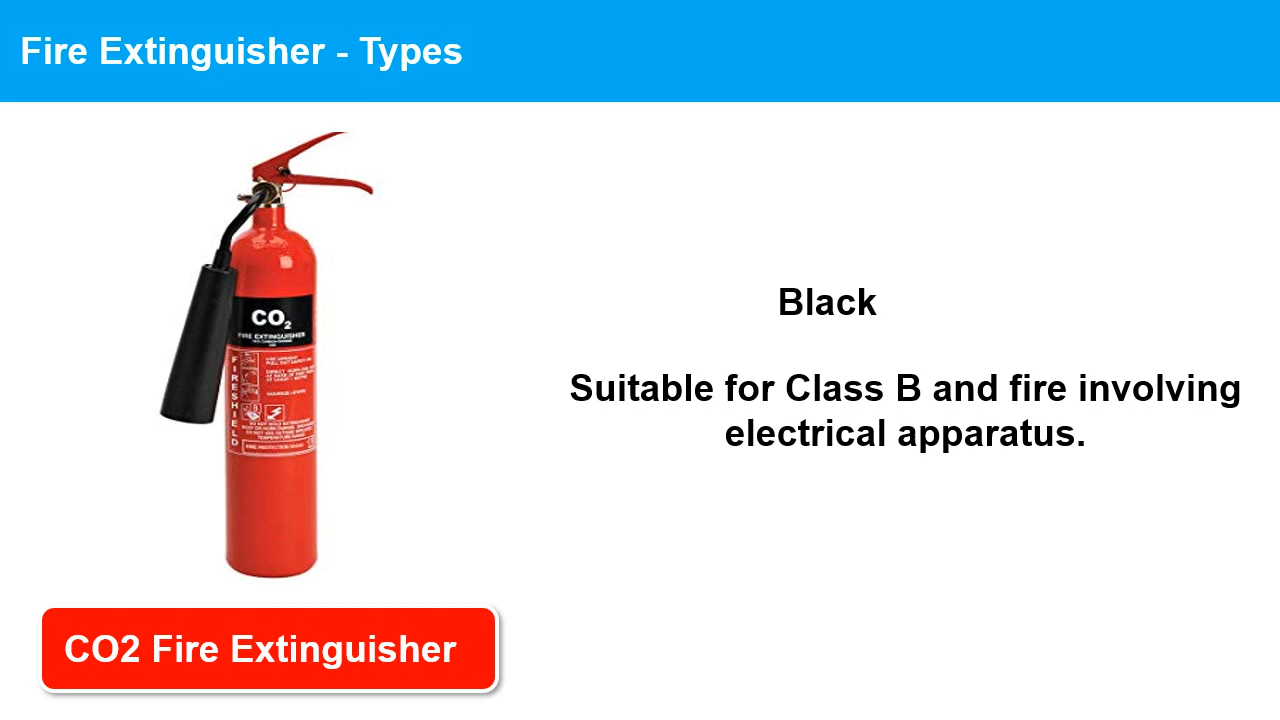 Fire Extinguisher - Types
CO2
FIRE EXTINGUISHER
FIRESHIELD
Black
Suitable for Class B and fire involving
electrical apparatus.
CO2 Fire Extinguisher